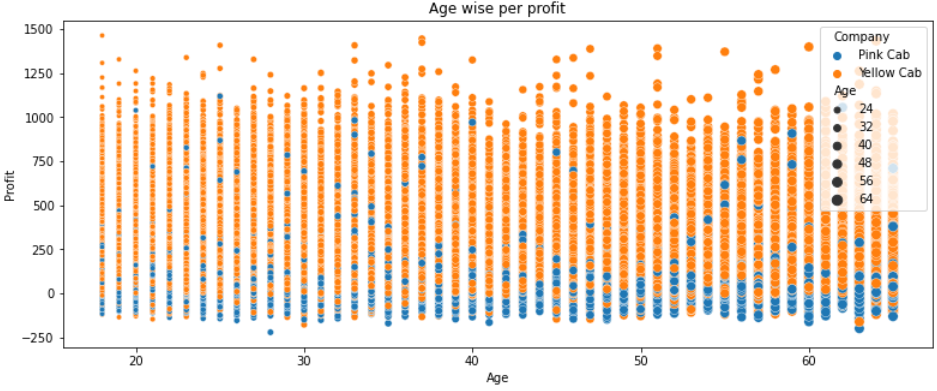 Age wise per profit
1500
1250
1000
750
500
250
0
−250
Profit
20
30
40
50
60
Age
Company
Pink Cab
Yellow Cab
Age
24
32
40
48
56
64